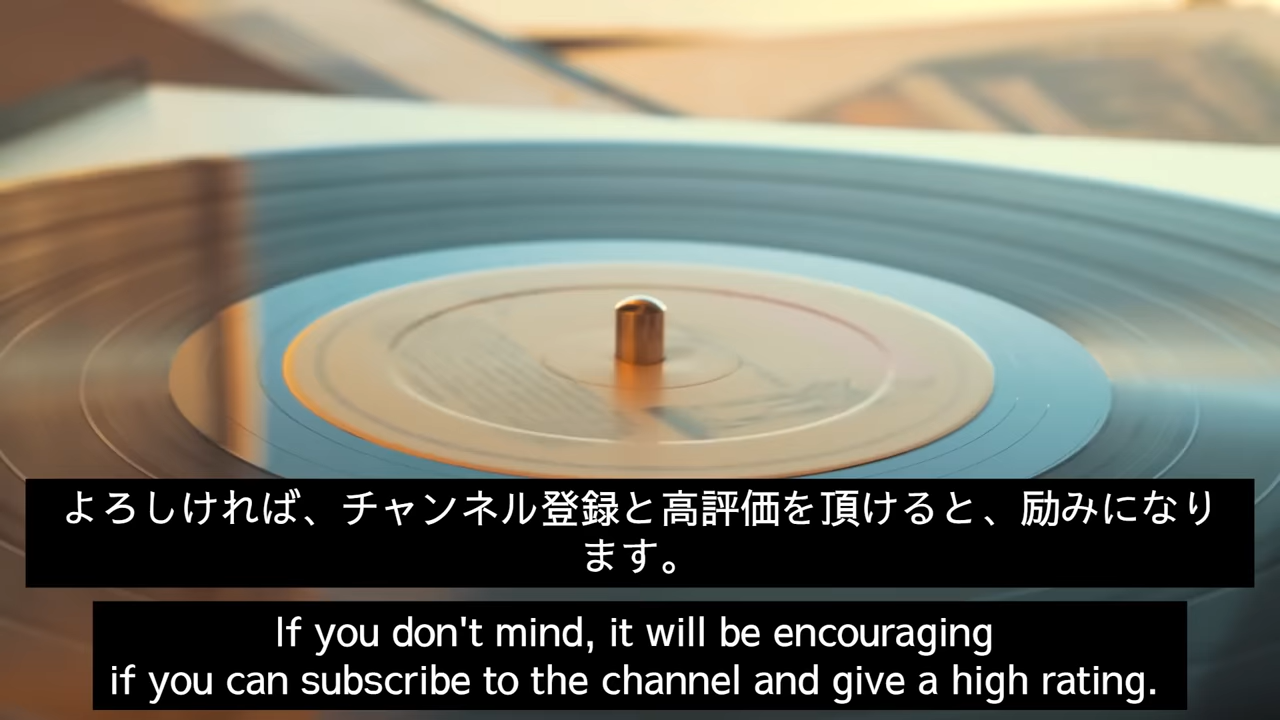 よろしければ、チャンネル登録と高評価を頂けると、励みになり
ます。
If you don't mind, it will be encouraging
if you can subscribe to the channel and give a high rating.